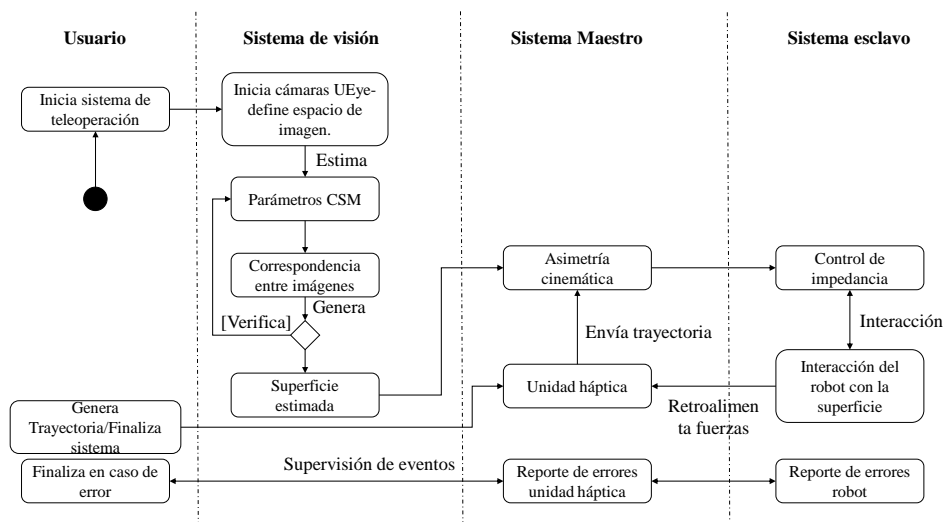 Usuario
Sistema de visión
Sistema Maestro
Sistema esclavo
Inicia sistema de
teleoperación
Inicia cámaras UEye-
define espacio de
imagen.
Estima
Parámetros CSM
Correspondencia
entre imágenes
Genera
[Verifica]
Superficie
estimada
Asimetría
cinemática
Envía trayectoria
Unidad háptica
Control de
impedancia
Interacción
Interacción del
robot con la
superficie
Retroalimen
ta fuerzas
Genera
Trayectoria/Finaliza
sistema
Finaliza en caso de
error
Supervisión de eventos
Reporte de errores
unidad háptica
Reporte de errores
robot